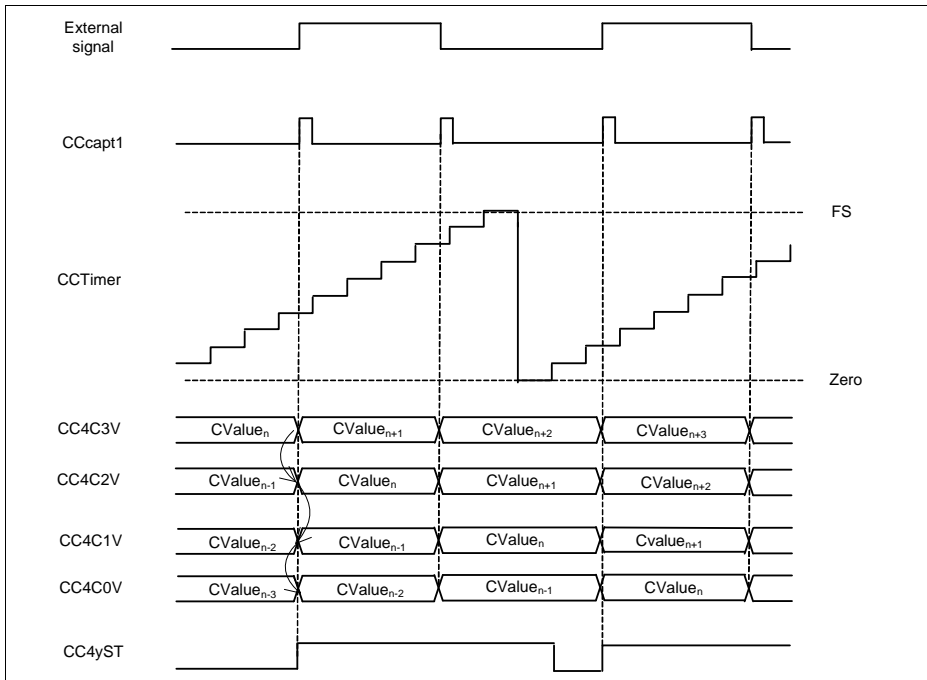 External
signal
CCcapt1
FS
CCTimer
Zero
CC4C3V CValueₙ CValueₙ₊₁ CValueₙ₊₂ CValueₙ₊₃
CC4C2V CValueₙ₋₁ CValueₙ CValueₙ₊₁ CValueₙ₊₂
CC4C1V CValueₙ₋₂ CValueₙ₋₁ CValueₙ Cvalueₙ₊₁
CC4C0V CValueₙ₋₃ CValueₙ₋₂ CValueₙ₋₁ CValueₙ
CC4yST